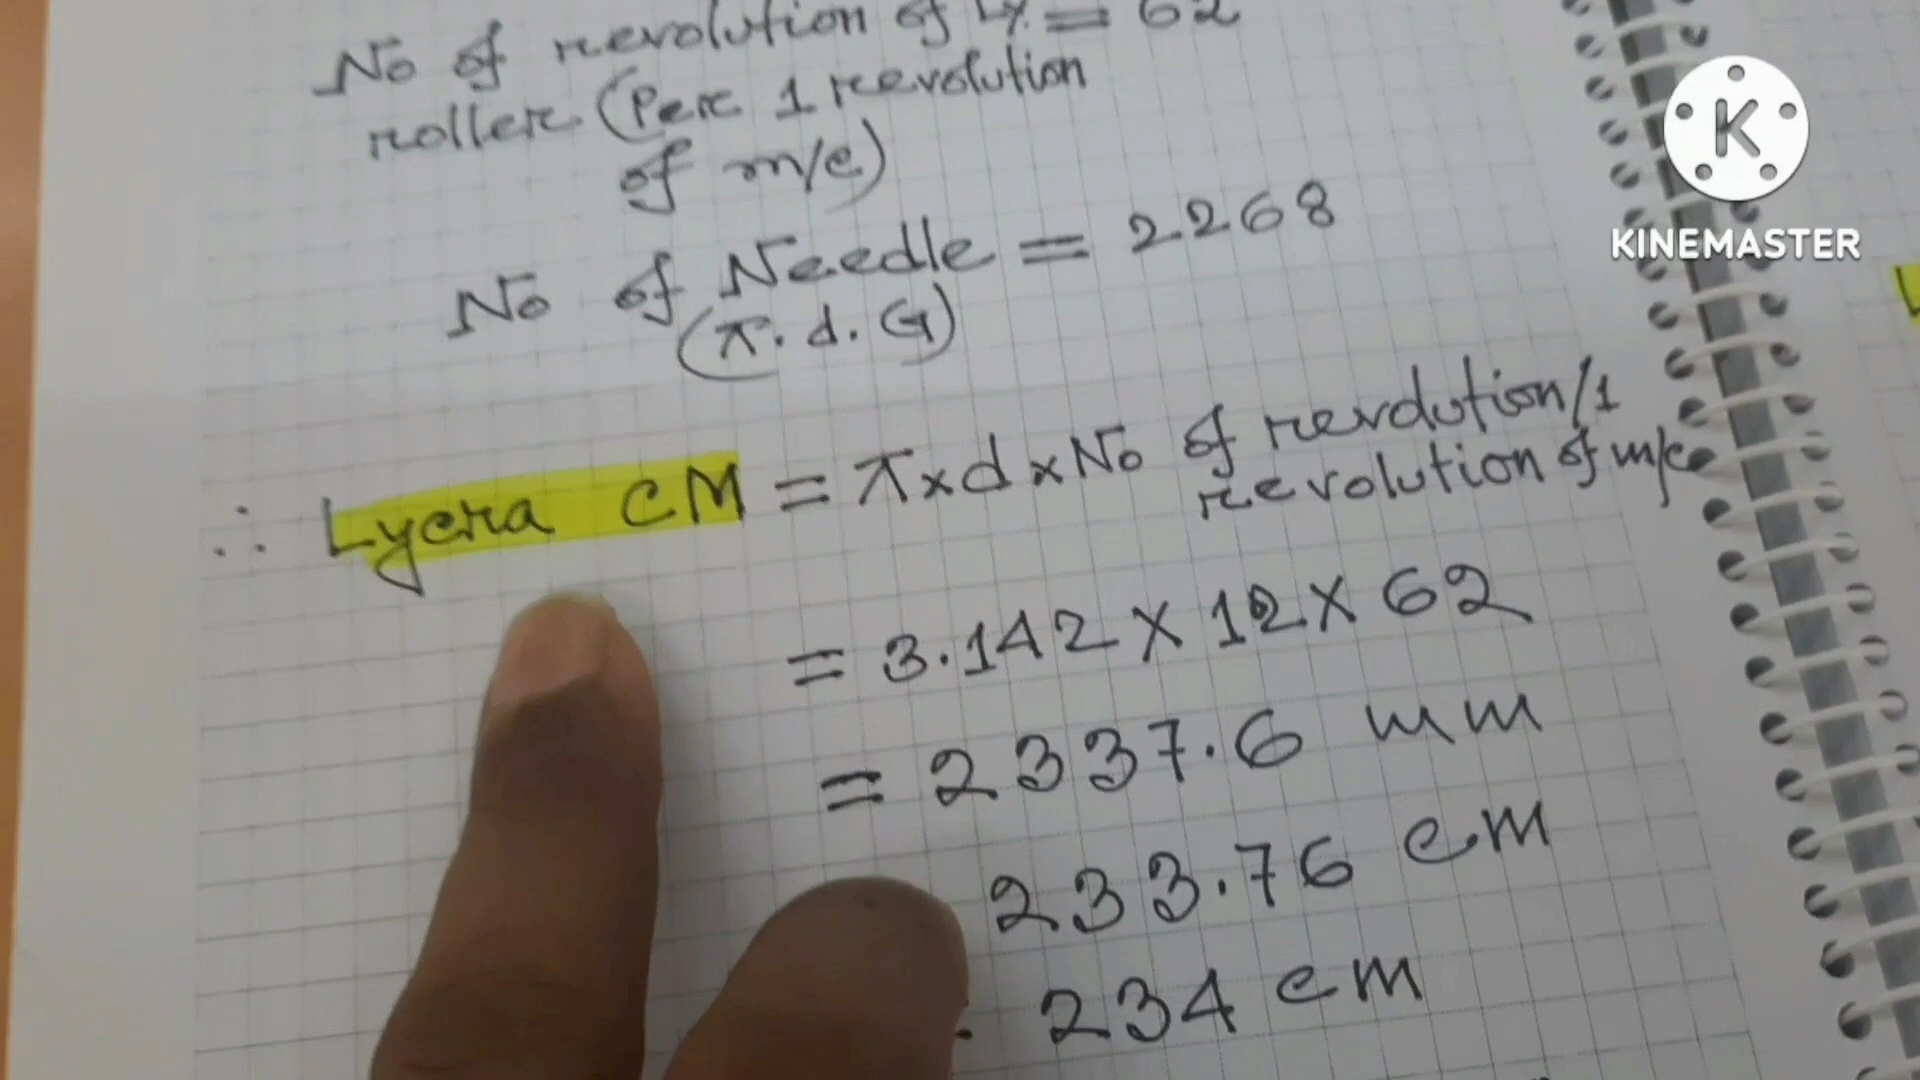 No of revolution of Ly. = 62
roller (Per 1 revolution
of m/c)
No of Needle = 2268
(π. d. G)
∴ Lycra CM = π x d x No of revolution/1
revolution of m/c
= 3.142 X 12 X 62
= 2337.6 mm
233.76 cm
234 cm
K
KINEMASTER